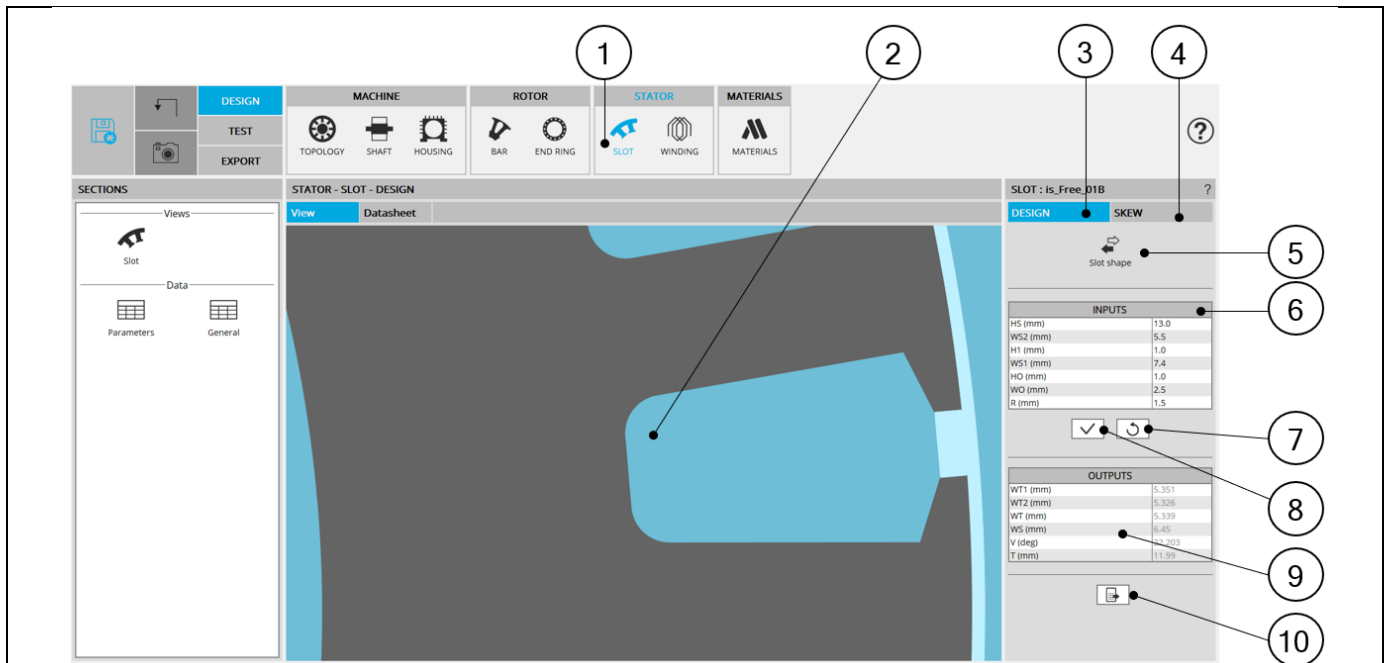 1 2 3 4
MACHINE ROTOR STATOR MATERIALS
DESIGN
TEST
EXPORT
TOPOLOGY SHAFT HOUSING BAR END RING SLOT WINDING MATERIALS
?
SECTIONS
Views
Slot
Data
Parameters General
STATOR - SLOT - DESIGN
View Datasheet
SLOT : is_Free_01B ?
DESIGN SKEW
Slot shape
5
INPUTS
6
HS (mm) 13.0
WS2 (mm) 5.5
H1 (mm) 1.0
WS1 (mm) 7.4
HO (mm) 1.0
WO (mm) 2.5
R (mm) 1.5
7
8
OUTPUTS
WT1 (mm) 5.351
WT2 (mm) 5.326
WT (mm) 5.339
WS (mm) 6.45
V (deg)
T (mm) 11.99
9
10